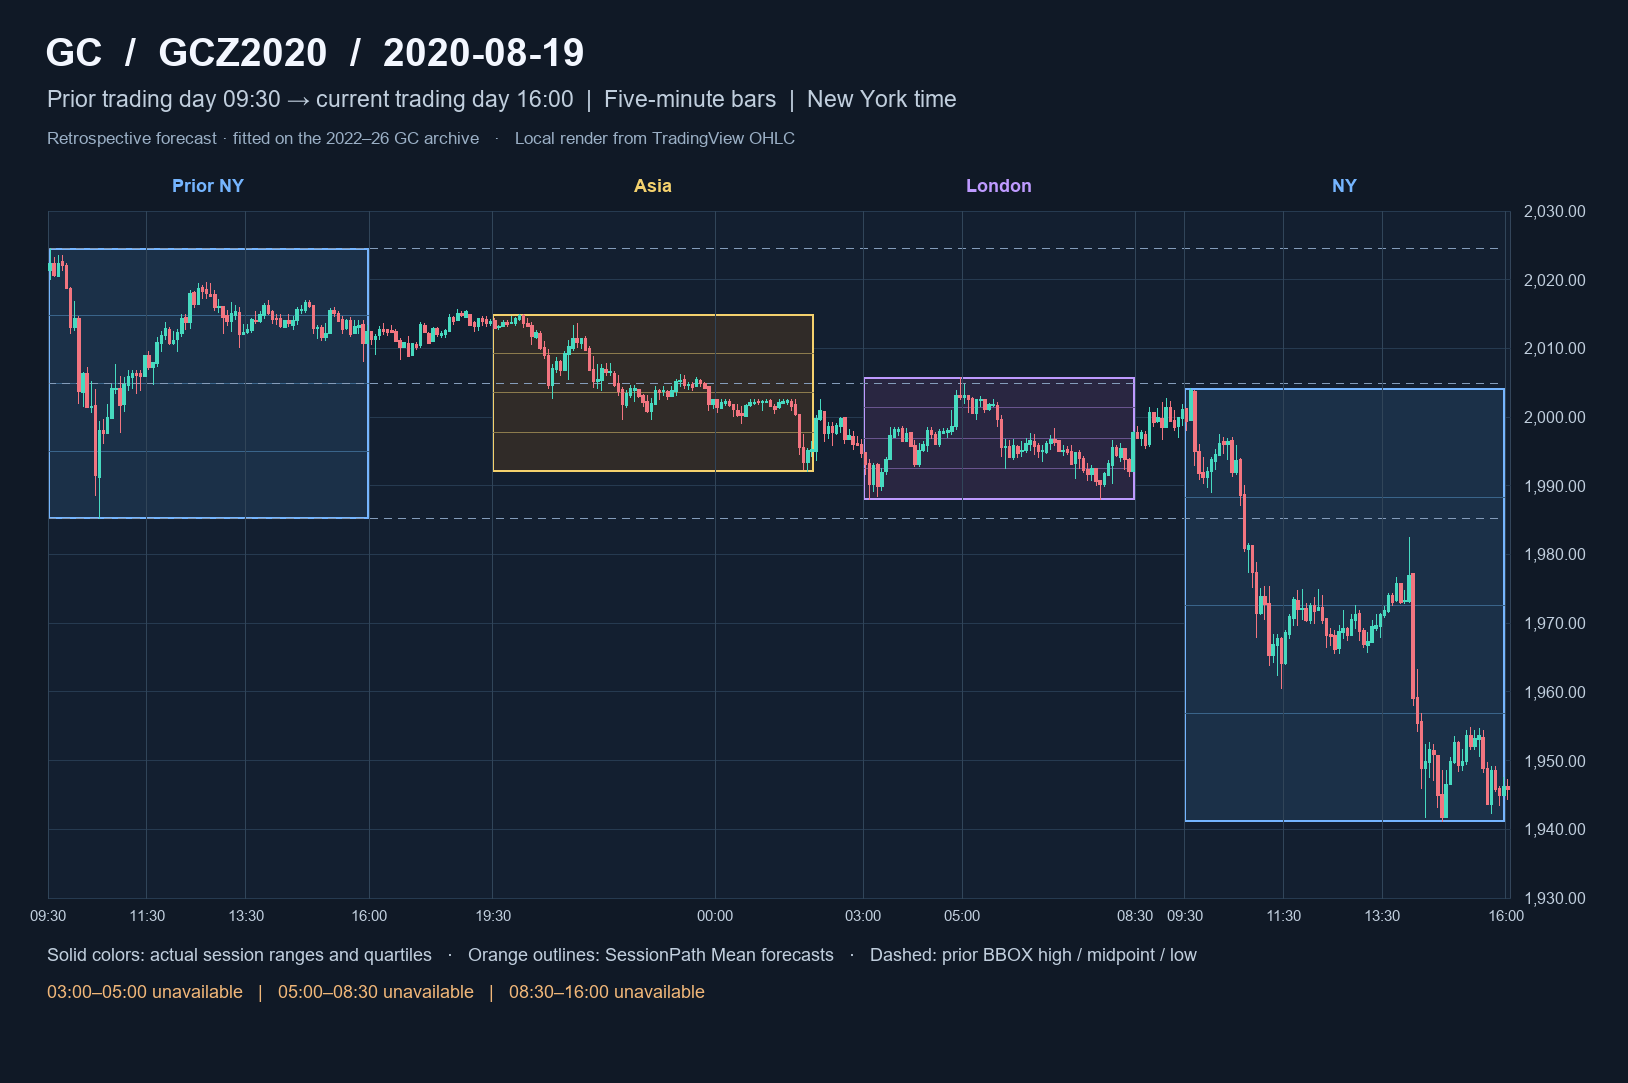 GC / GCZ2020 / 2020-08-19
Prior trading day 09:30 → current trading day 16:00 | Five-minute bars | New York time
Retrospective forecast · fitted on the 2022–26 GC archive · Local render from TradingView OHLC
Prior NY Asia London NY
2,030.00
2,020.00
2,010.00
2,000.00
1,990.00
1,980.00
1,970.00
1,960.00
1,950.00
1,940.00
1,930.00
09:30 11:30 13:30 16:00 19:30 00:00 03:00 05:00 08:30 09:30 11:30 13:30 16:00
Solid colors: actual session ranges and quartiles · Orange outlines: SessionPath Mean forecasts · Dashed: prior BBOX high / midpoint / low
03:00–05:00 unavailable | 05:00–08:30 unavailable | 08:30–16:00 unavailable